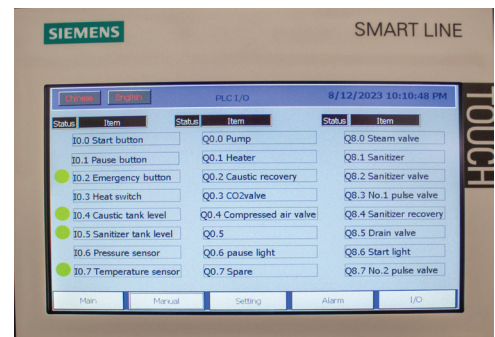 SIEMENS
SMART LINE
TOUCH
Chinese English PLC I/O 8/12/2023 10:10:48 PM
Status Item Status Item Status Item
I0.0 Start button Q0.0 Pump Q8.0 Steam valve
I0.1 Pause button Q0.1 Heater Q8.1 Sanitizer
I0.2 Emergency button Q0.2 Caustic recovery Q8.2 Sanitizer valve
I0.3 Heat switch Q0.3 CO2valve Q8.3 No.1 pulse valve
I0.4 Caustic tank level Q0.4 Compressed air valve Q8.4 Sanitizer recovery
I0.5 Sanitizer tank level Q0.5 Q8.5 Drain valve
I0.6 Pressure sensor Q0.6 pause light Q8.6 Start light
I0.7 Temperature sensor Q0.7 Spare Q8.7 No.2 pulse valve
Main Manual Setting Alarm I/O